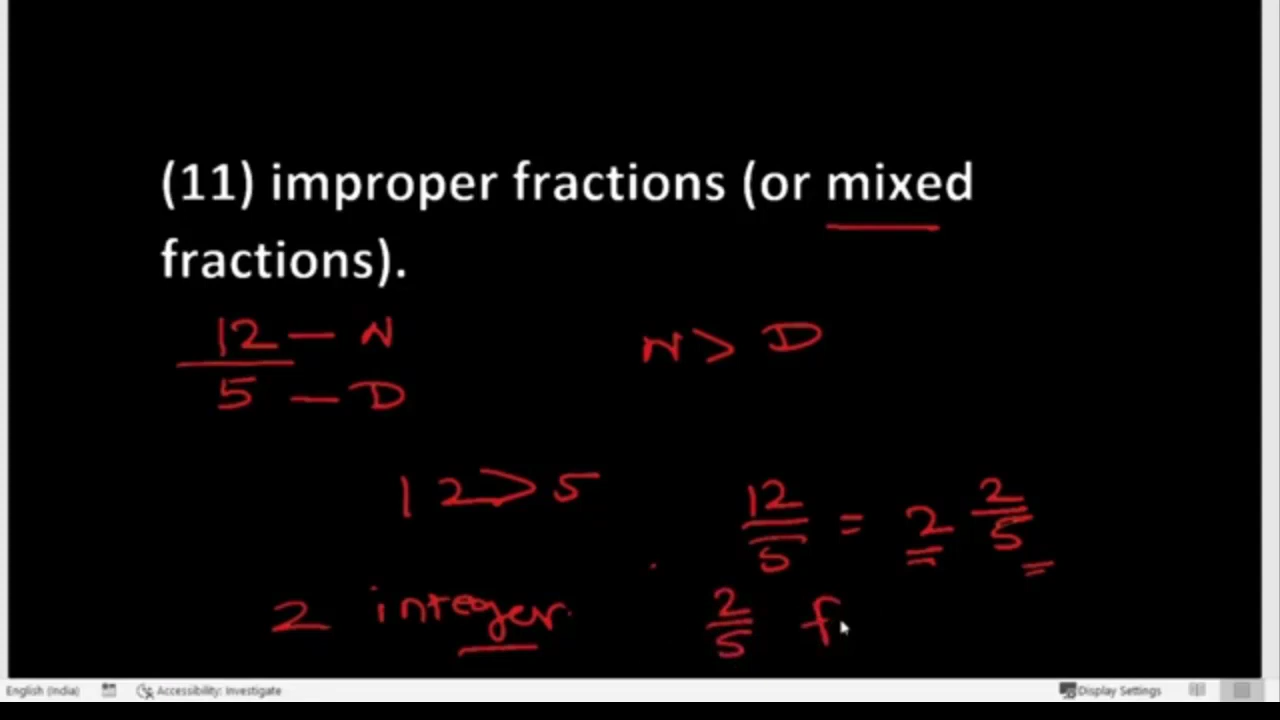 (11) improper fractions (or mixed
fractions).
12 — N
5 — D
N > D
12 > 5
12/5 = 2 2/5
2 integer.
2/5 f
English (India) Accessibility: Investigate Display Settings